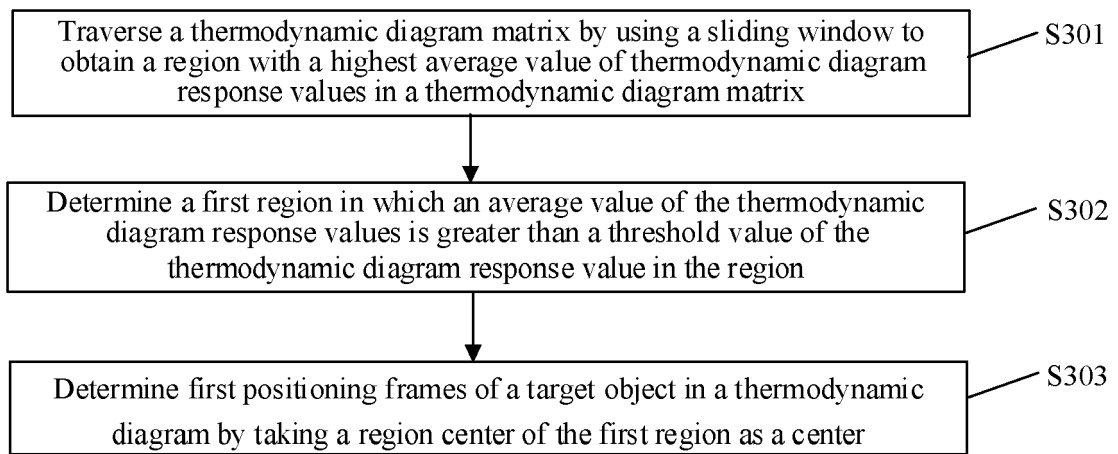 Traverse a thermodynamic diagram matrix by using a sliding window to
obtain a region with a highest average value of thermodynamic diagram
response values in a thermodynamic diagram matrix
S301
Determine a first region in which an average value of the thermodynamic
diagram response values is greater than a threshold value of the
thermodynamic diagram response value in the region
S302
Determine first positioning frames of a target object in a thermodynamic
diagram by taking a region center of the first region as a center
S303